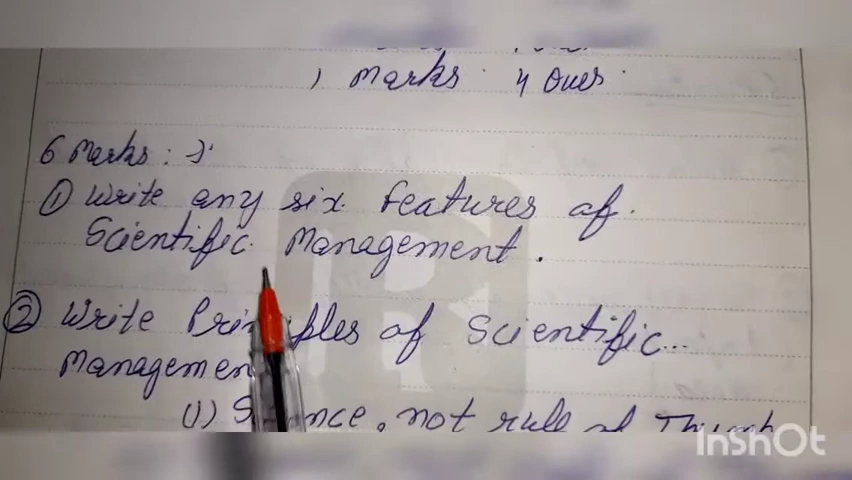 ) Marks 4 Ques
6 Marks :
① Write any six features of
Scientific Management.
② Write Principles of Scientific...
Management
(1) Science, not rule of Thumb
InShOt